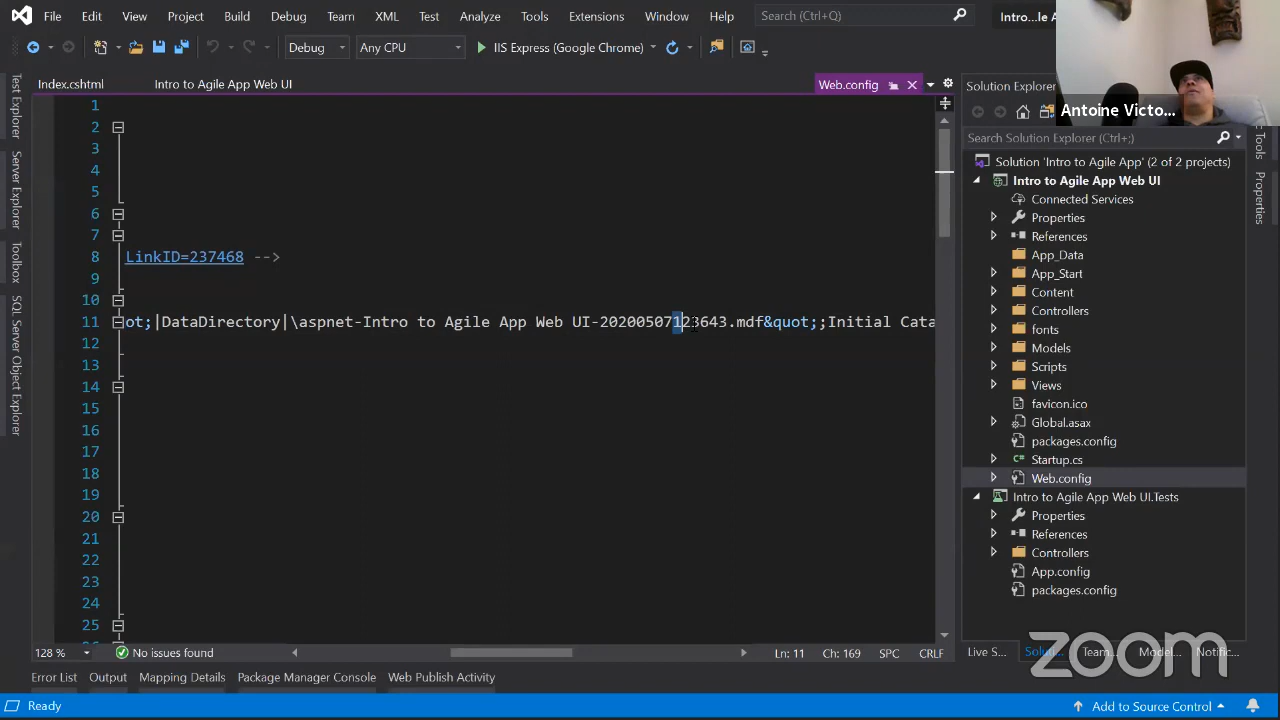 File Edit View Project Build Debug Team XML Test Analyze Tools Extensions Window Help Search (Ctrl+Q) Intro...le App
Debug Any CPU IIS Express (Google Chrome)
Antoine Victo...
Index.cshtml Intro to Agile App Web UI Web.config
Test Explorer
Server Explorer
Toolbox
SQL Server Object Explorer
1
2
3
4
5
6
7
8 LinkID=237468 -->
9
10
11 ot;|DataDirectory|\aspnet-Intro to Agile App Web UI-20200507123643.mdf&quot;;Initial Cata
12
13
14
15
16
17
18
19
20
21
22
23
24
25
128 % No issues found Ln: 11 Ch: 169 SPC CRLF
Error List Output Mapping Details Package Manager Console Web Publish Activity
Solution Explorer
Search Solution Explorer (Ctrl+;)
Solution 'Intro to Agile App' (2 of 2 projects)
Intro to Agile App Web UI
Connected Services
Properties
References
App_Data
App_Start
Content
Controllers
fonts
Models
Scripts
Views
favicon.ico
Global.asax
packages.config
Startup.cs
Web.config
Intro to Agile App Web UI.Tests
Properties
References
Controllers
App.config
packages.config
Live S... Soluti... Team... Model... Notific...
Tools
Properties
zoom
Ready Add to Source Control